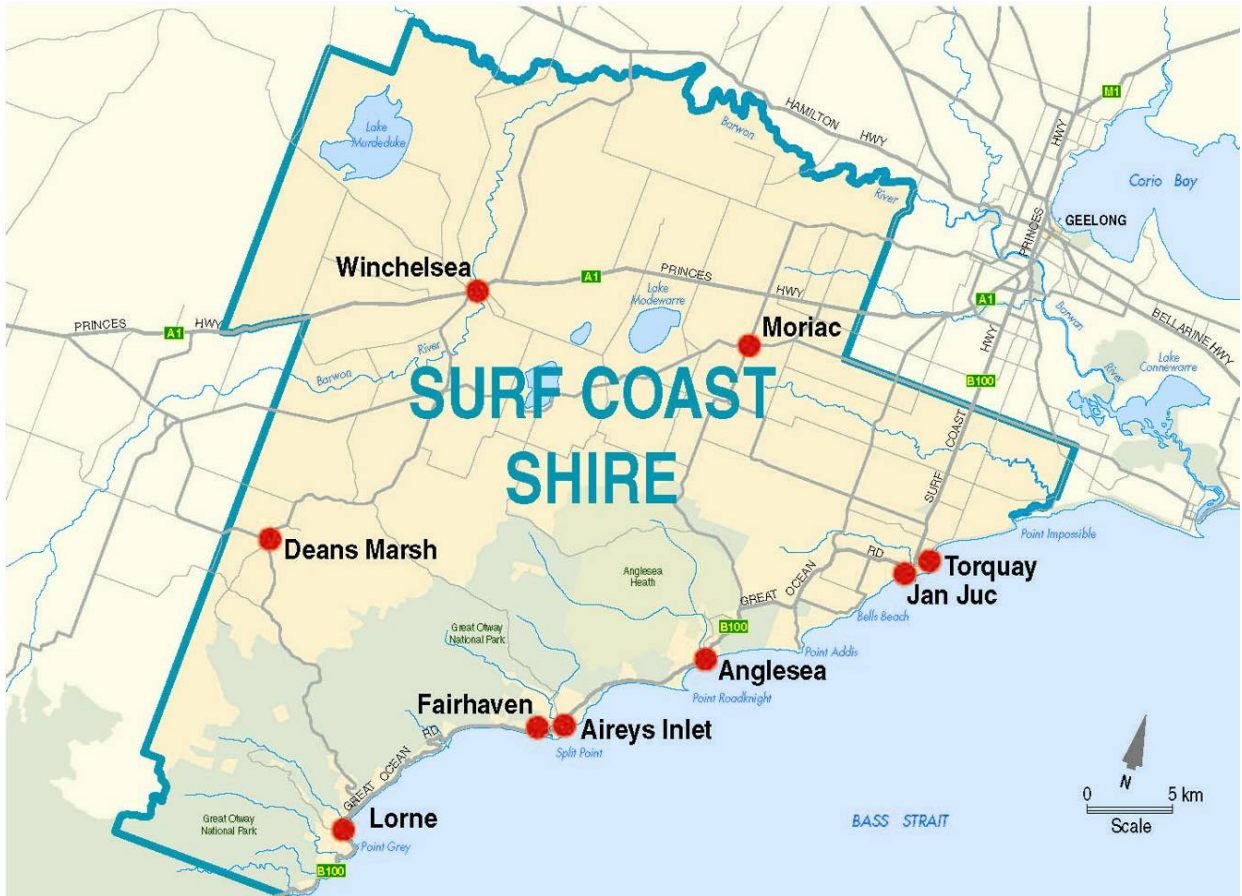 M1
HAMILTON
HWY
HWY
Lake
Murdeduke
Barwon
River
Corio Bay
GEELONG
PRINCES
Winchelsea
A1
PRINCES
HWY
Lake
Modewarre
A1
Barwon
River
BELLARINE HWY
PRINCES
HWY
A1
Moriac
HWY
B100
Lake
Connewarre
Barwon
River
SURF COAST
SHIRE
COAST
SURF
Deans Marsh
Point Impossible
Anglesea
Heath
RD
OCEAN
GREAT
Torquay
Jan Juc
Bells Beach
B100
Great Otway
National Park
Point Addis
Anglesea
Point Roadknight
Fairhaven
Aireys Inlet
Split Point
GREAT OCEAN RD
N
0 5 km
Scale
Great Otway
National Park
Lorne
Point Grey
BASS STRAIT
B100